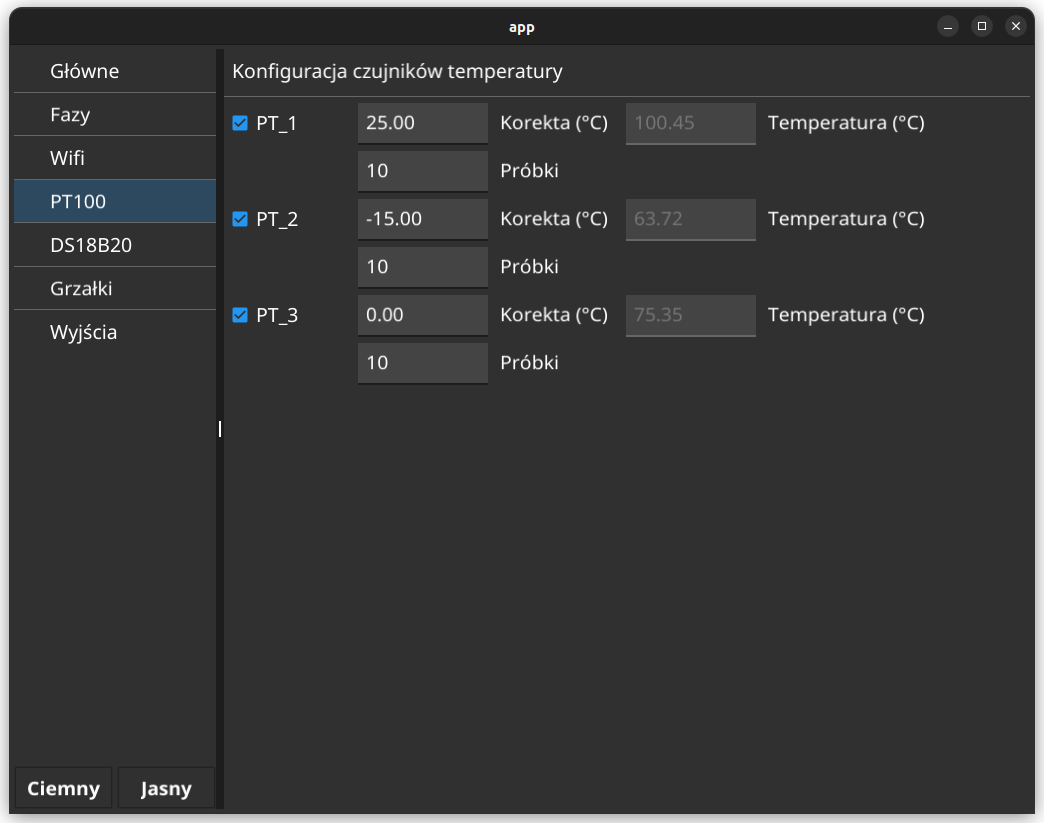 app
Główne
Fazy
Wifi
PT100
DS18B20
Grzałki
Wyjścia
Ciemny Jasny
Konfiguracja czujników temperatury
PT_1 25.00 Korekta (°C) 100.45 Temperatura (°C)
10 Próbki
PT_2 -15.00 Korekta (°C) 63.72 Temperatura (°C)
10 Próbki
PT_3 0.00 Korekta (°C) 75.35 Temperatura (°C)
10 Próbki